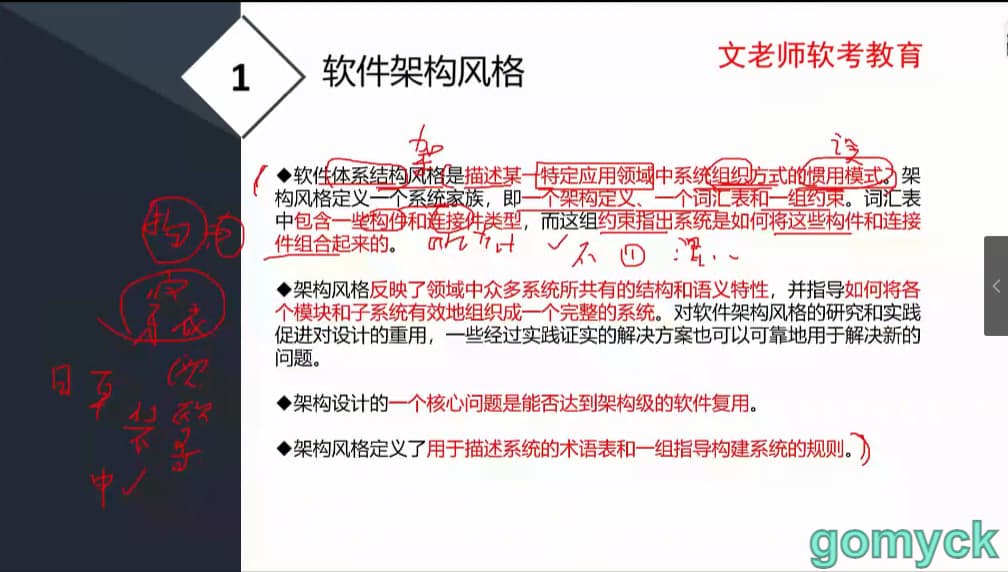 1
软件架构风格
文老师软考教育
架
设
◆软件体系结构风格是描述某一特定应用领域中系统组织方式的惯用模式。架
构风格定义一个系统家族，即一个架构定义、一个词汇表和一组约束。词汇表
中包含一些构件和连接件类型，而这组约束指出系统是如何将这些构件和连接
件组合起来的。
◆架构风格反映了领域中众多系统所共有的结构和语义特性，并指导如何将各
个模块和子系统有效地组织成一个完整的系统。对软件架构风格的研究和实践
促进对设计的重用，一些经过实践证实的解决方案也可以可靠地用于解决新的
问题。
◆架构设计的一个核心问题是能否达到架构级的软件复用。
◆架构风格定义了用于描述系统的术语表和一组指导构建系统的规则。
中
gomyck